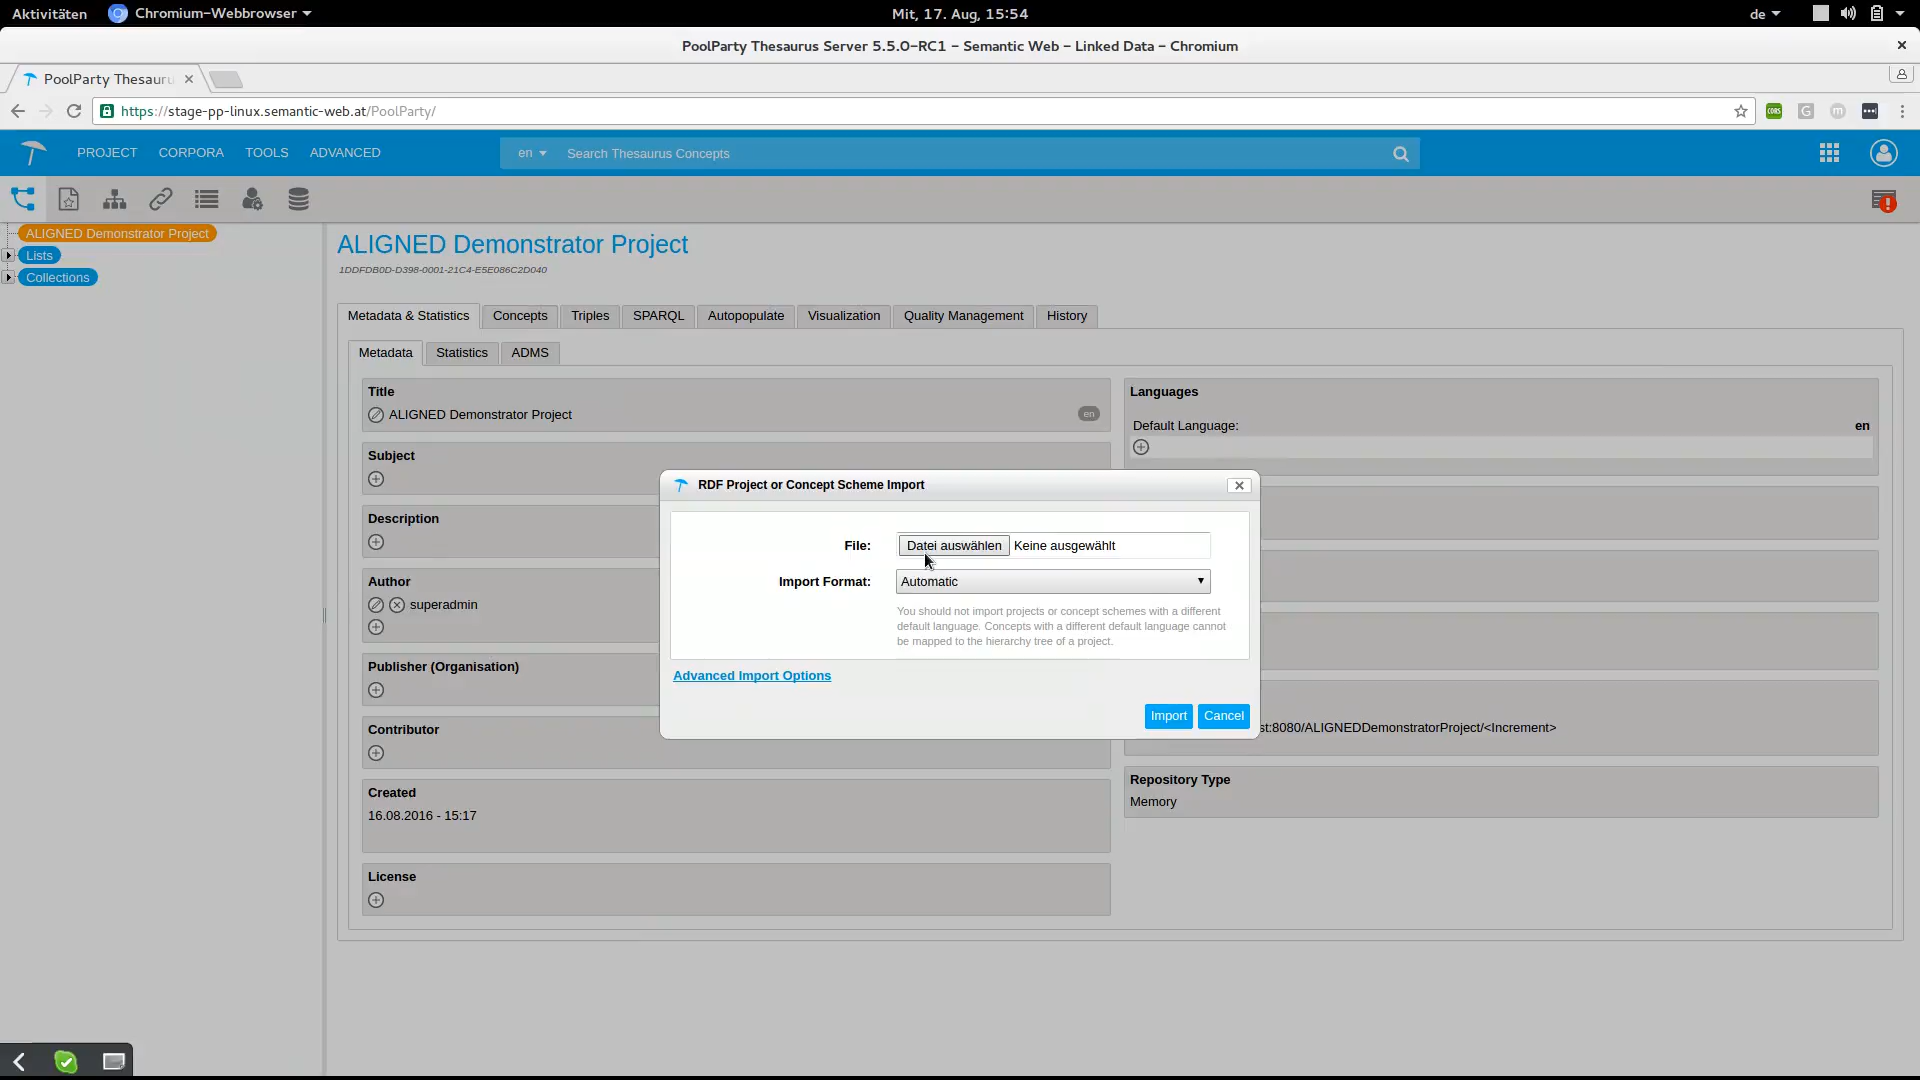 Aktivitäten
Chromium-Webbrowser
Mit, 17. Aug, 15:54
de
PoolParty Thesaurus Server 5.5.0-RC1 - Semantic Web - Linked Data - Chromium
PoolParty Thesauru
https://stage-pp-linux.semantic-web.at/PoolParty/
CORS
G
m
PROJECT
CORPORA
TOOLS
ADVANCED
en
Search Thesaurus Concepts
ALIGNED Demonstrator Project
Lists
Collections
ALIGNED Demonstrator Project
1DDFDB0D-D398-0001-21C4-E5E086C2D040
Metadata & Statistics
Concepts
Triples
SPARQL
Autopopulate
Visualization
Quality Management
History
Metadata
Statistics
ADMS
Title
ALIGNED Demonstrator Project
en
Subject
Description
Author
superadmin
Publisher (Organisation)
Contributor
Created
16.08.2016 - 15:17
License
Languages
Default Language:
en
st:8080/ALIGNEDDemonstratorProject/<Increment>
Repository Type
Memory
RDF Project or Concept Scheme Import
File:
Datei auswählen
Keine ausgewählt
Import Format:
Automatic
You should not import projects or concept schemes with a different
default language. Concepts with a different default language cannot
be mapped to the hierarchy tree of a project.
Advanced Import Options
Import
Cancel